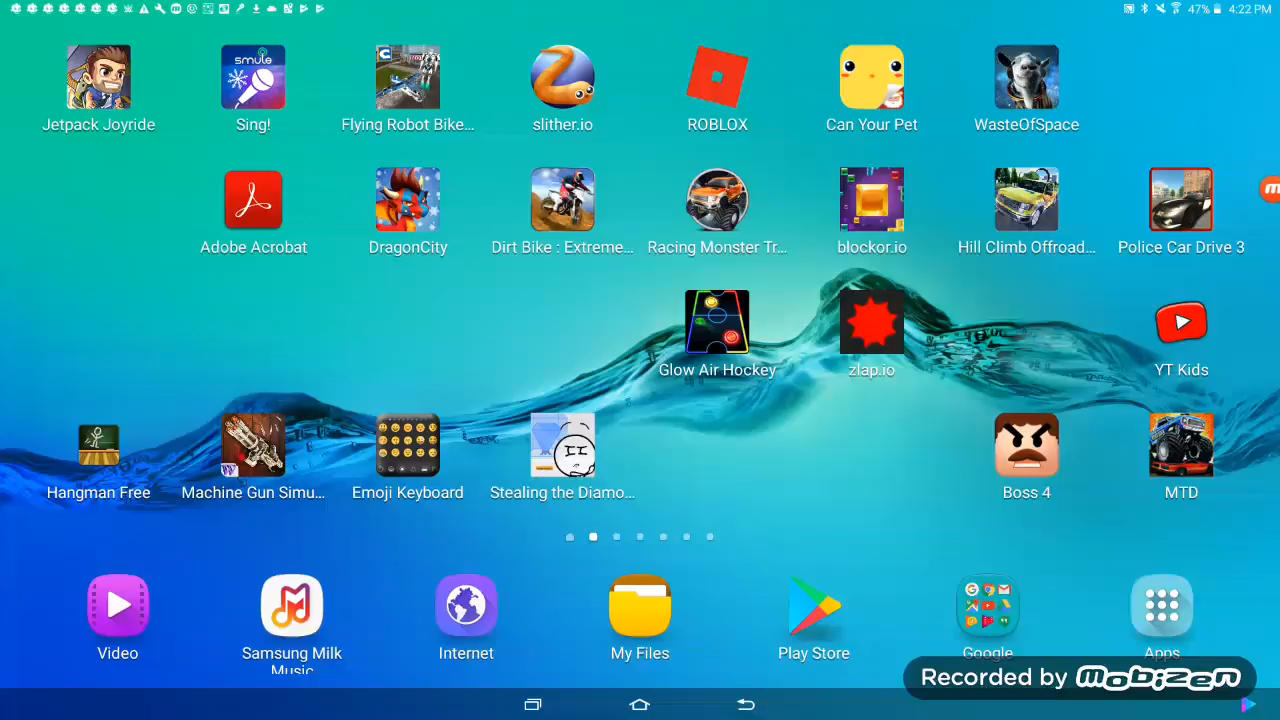 47% 4:22 PM
smule
Jetpack Joyride Sing! Flying Robot Bike... slither.io ROBLOX Can Your Pet WasteOfSpace
Adobe Acrobat DragonCity Dirt Bike : Extreme... Racing Monster Tr... blockor.io Hill Climb Offroad... Police Car Drive 3
Glow Air Hockey zlap.io YT Kids
Hangman Free Machine Gun Simu... Emoji Keyboard Stealing the Diamo... Boss 4 MTD
Video Samsung Milk Music Internet My Files Play Store Google Apps
Recorded by mobizen